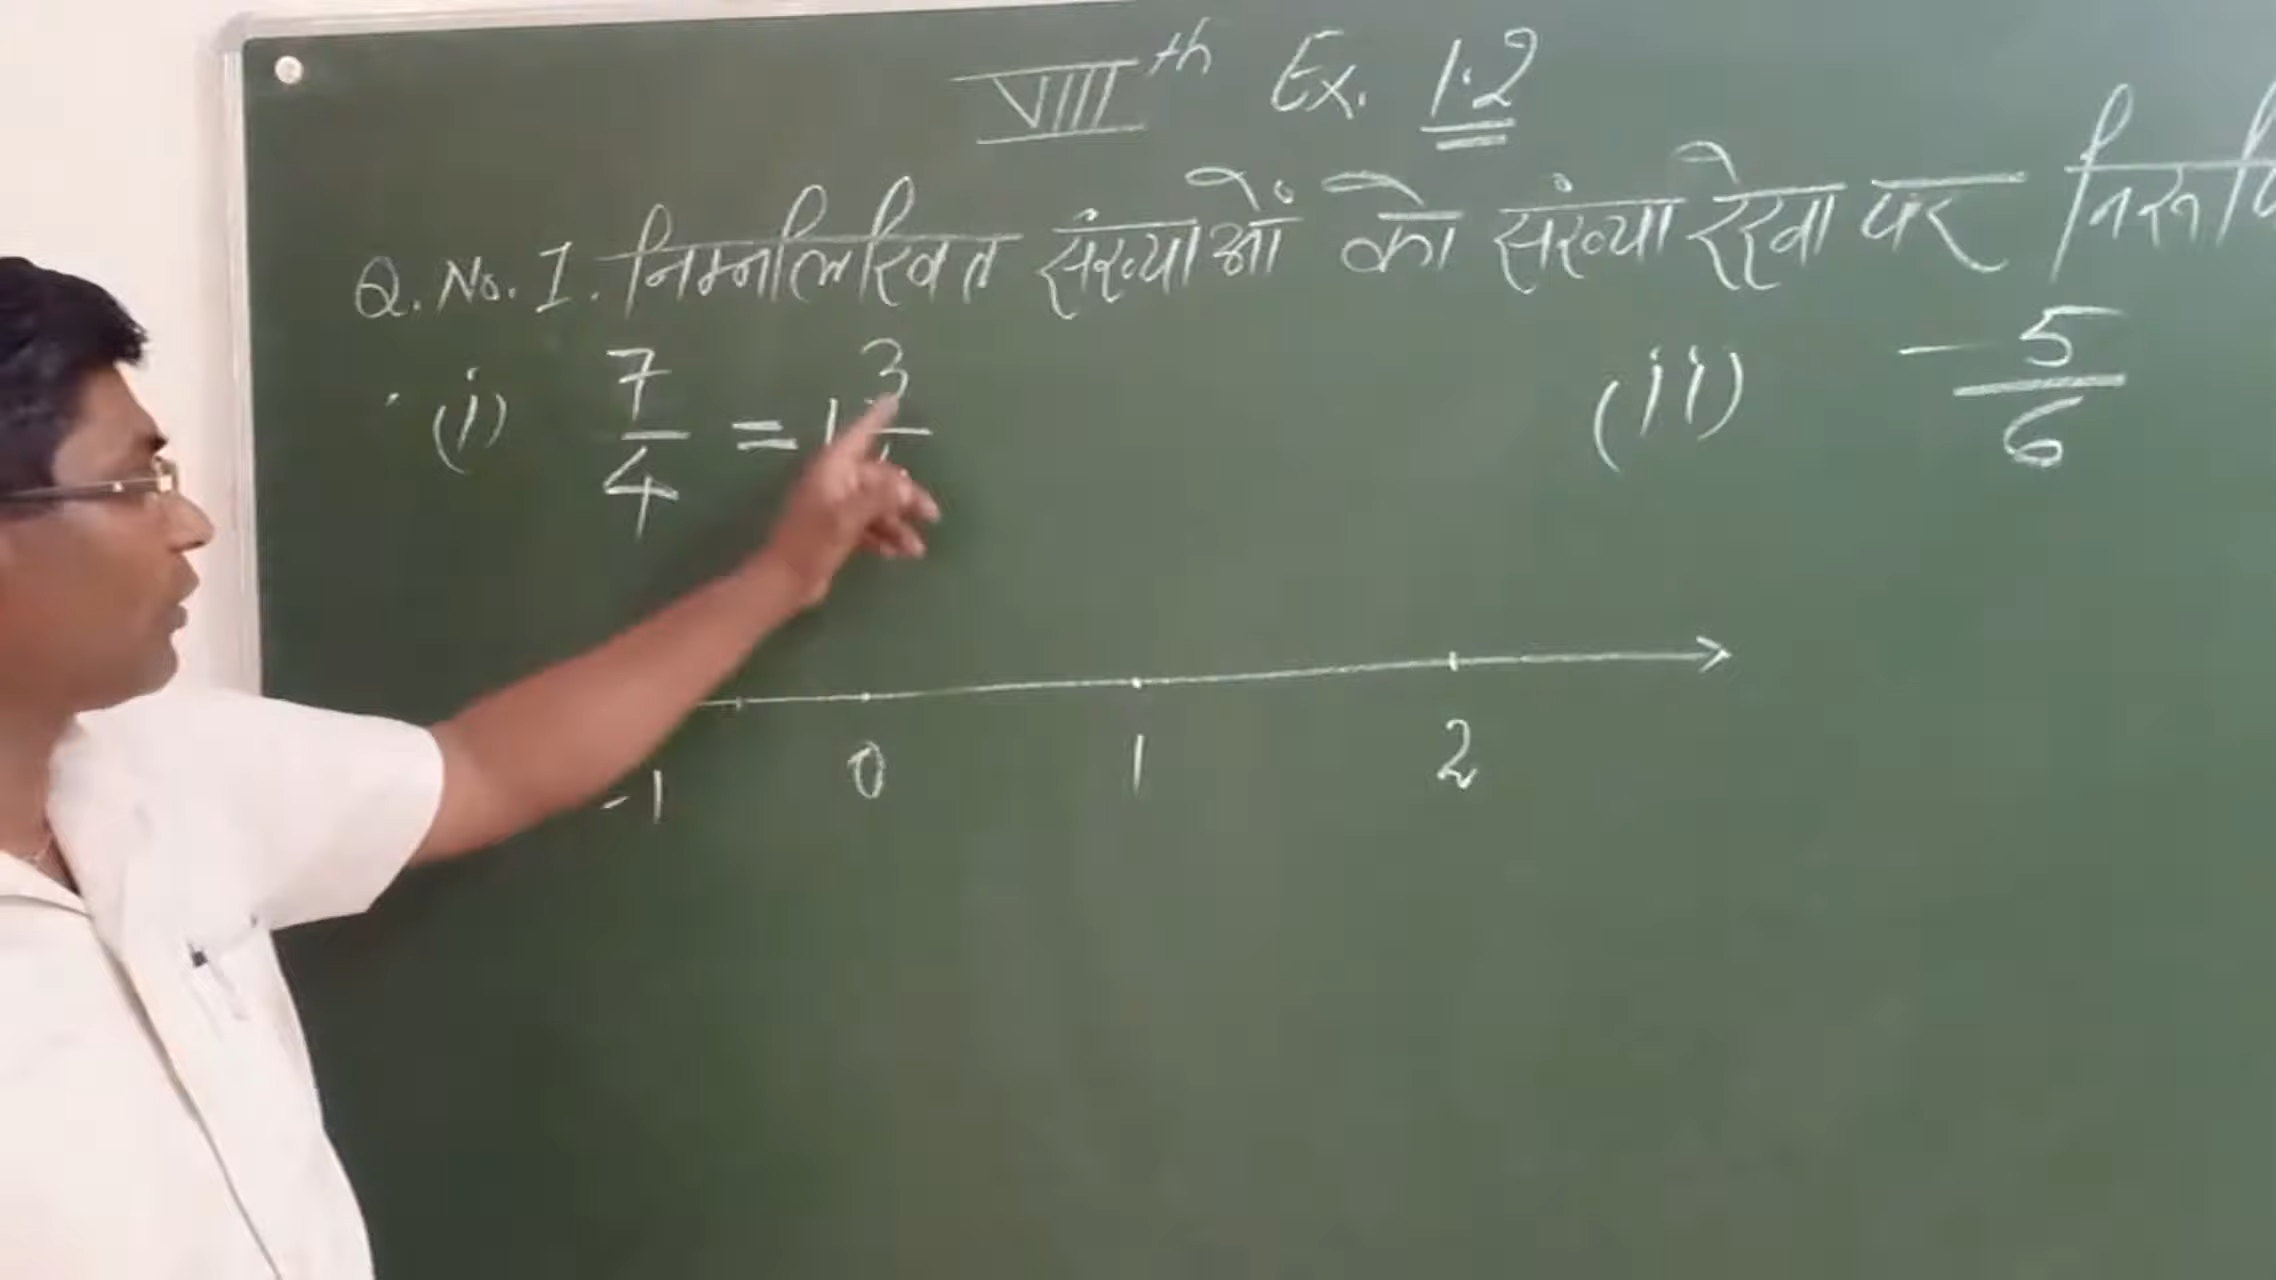 VIIIth Ex. 1.2
Q. No. 1. निम्नलिखित संख्याओं को संख्या रेखा पर
(i) 7/4 = 1 3/ (ii) -5/6
-1 0 1 2